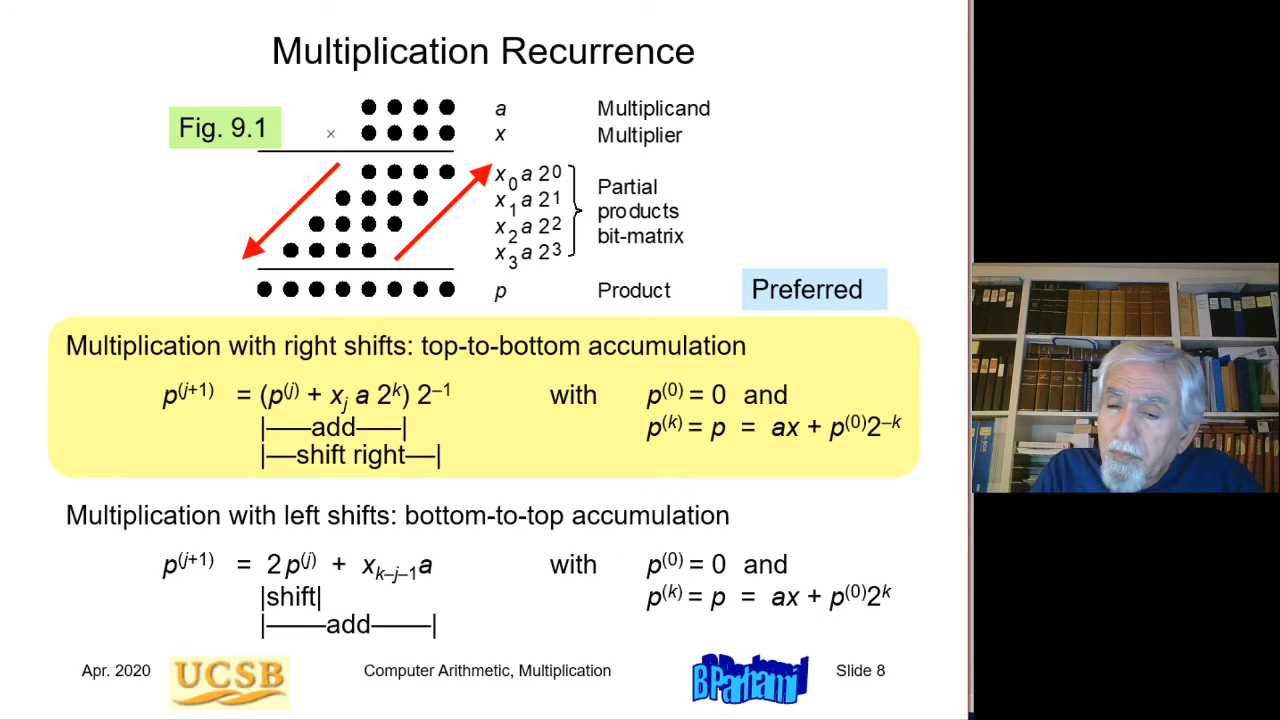 Multiplication Recurrence
Fig. 9.1
a Multiplicand
× x Multiplier
x₀ a 2⁰
x₁ a 2¹
x₂ a 2²
x₃ a 2³
Partial
products
bit-matrix
p Product
Preferred
Multiplication with right shifts: top-to-bottom accumulation
p⁽ʲ⁺¹⁾ = (p⁽ʲ⁾ + xⱼ a 2ᵏ) 2⁻¹ with p⁽⁰⁾ = 0 and
|——add——| p⁽ᵏ⁾ = p = ax + p⁽⁰⁾2⁻ᵏ
|—shift right—|
Multiplication with left shifts: bottom-to-top accumulation
p⁽ʲ⁺¹⁾ = 2 p⁽ʲ⁾ + xₖ₋ⱼ₋₁a with p⁽⁰⁾ = 0 and
|shift| p⁽ᵏ⁾ = p = ax + p⁽⁰⁾2ᵏ
|———add———|
Apr. 2020 UCSB Computer Arithmetic, Multiplication BParhami Slide 8